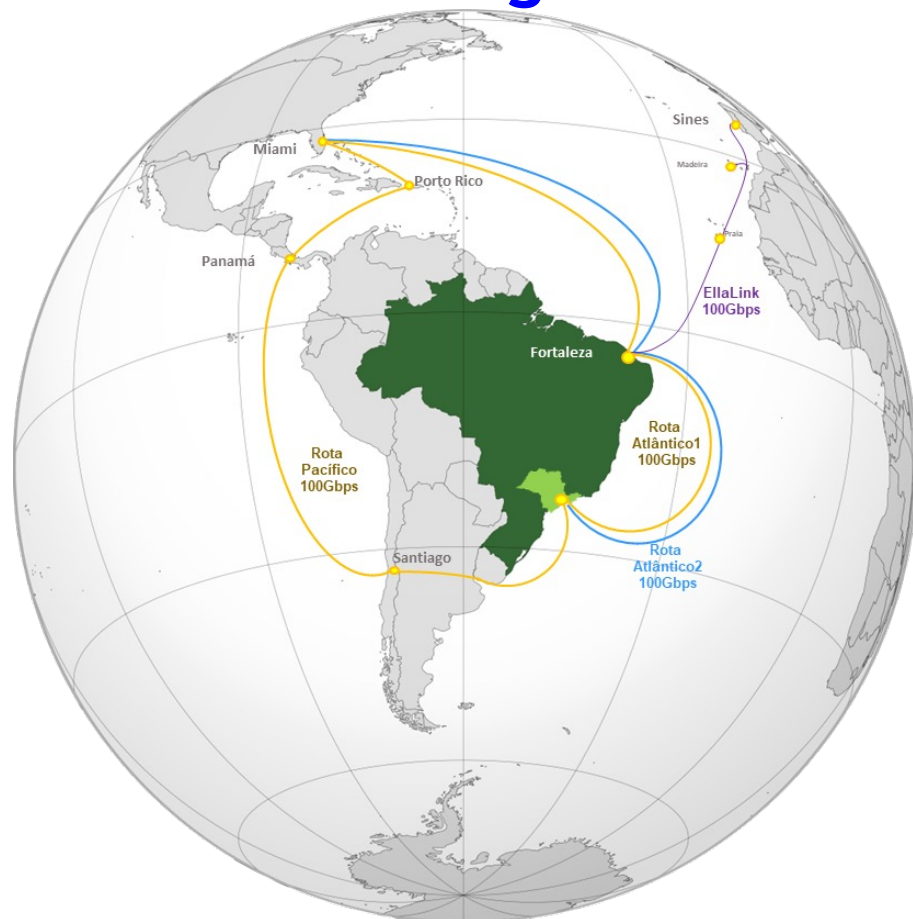 Sines
Miami
Madeira
Porto Rico
Praia
Panamá
EllaLink
100Gbps
Fortaleza
Rota
Atlântico1
100Gbps
Rota
Pacífico
100Gbps
Santiago
Rota
Atlântico2
100Gbps